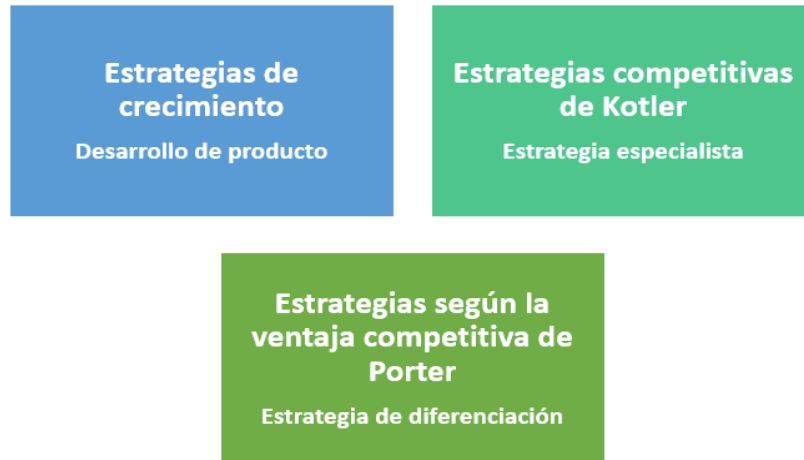 Estrategias de
crecimiento
Desarrollo de producto
Estrategias competitivas
de Kotler
Estrategia especialista
Estrategias según la
ventaja competitiva de
Porter
Estrategia de diferenciación